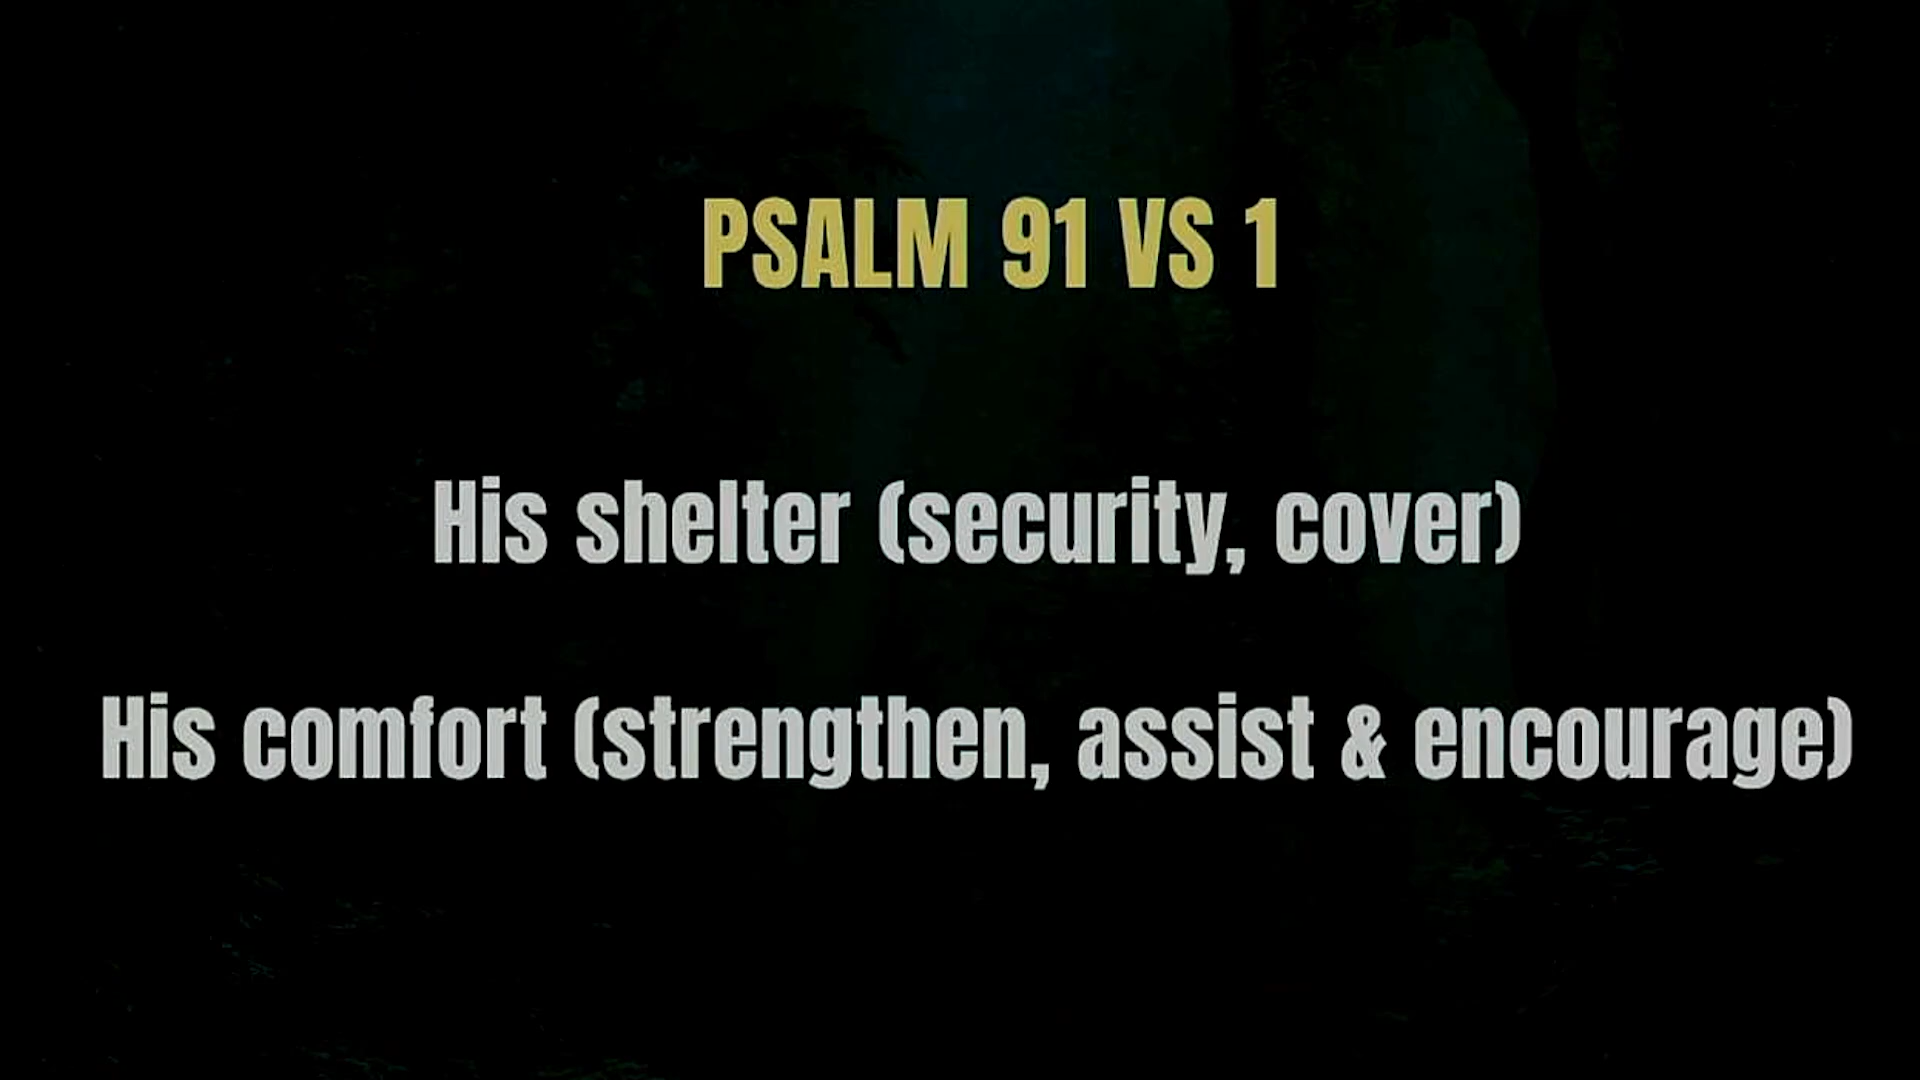 PSALM 91 VS 1
His shelter (security, cover)
His comfort (strengthen, assist & encourage)